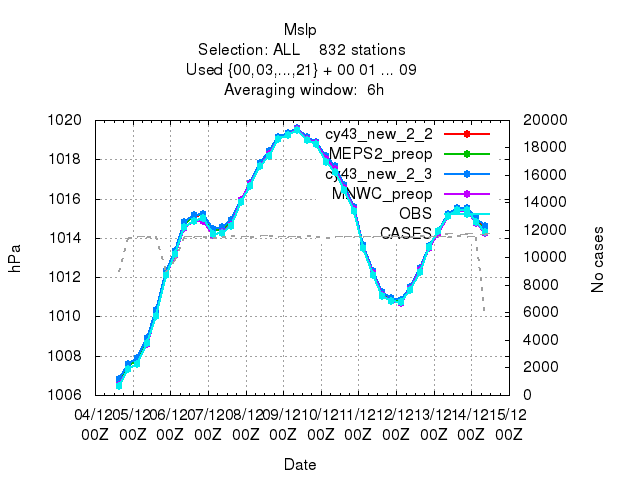 Mslp
Selection: ALL    832 stations
Used {00,03,...,21} + 00 01 ... 09
Averaging window:  6h
hPa
1020
1018
1016
1014
1012
1010
1008
1006
cy43_new_2_2
MEPS2_preop
cy43_new_2_3
MNWC_preop
OBS
CASES
20000
18000
16000
14000
12000
10000
8000
6000
4000
2000
0
No cases
04/12 05/12 06/12 07/12 08/12 09/12 10/12 11/12 12/12 13/12 14/12 15/12
00Z 00Z 00Z 00Z 00Z 00Z 00Z 00Z 00Z 00Z 00Z 00Z
Date